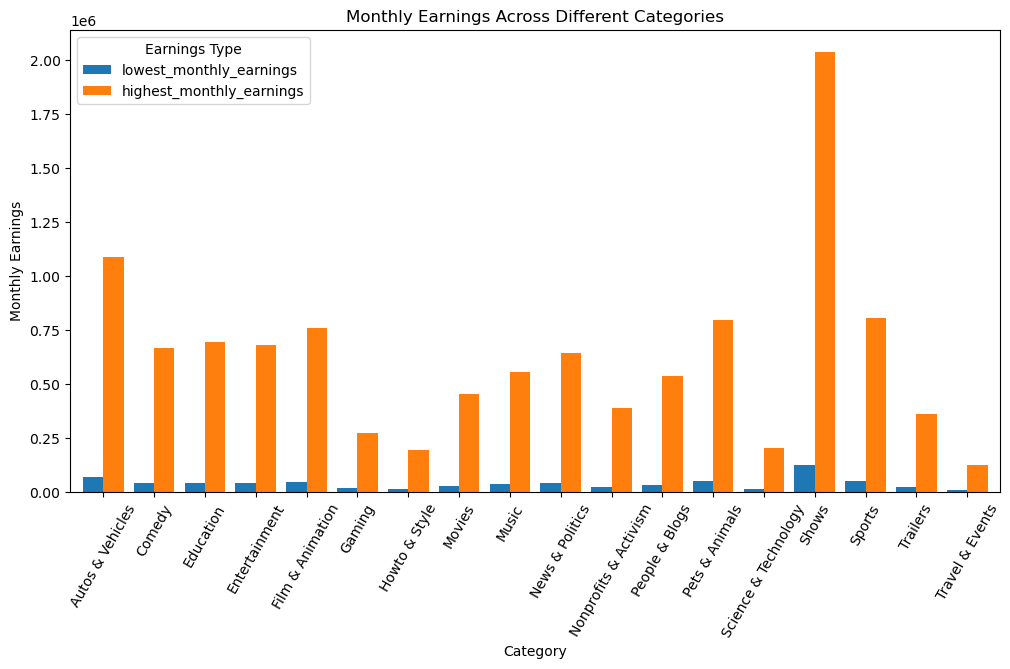 Monthly Earnings Across Different Categories
1e6
Earnings Type
lowest_monthly_earnings
highest_monthly_earnings
2.00
1.75
1.50
1.25
1.00
0.75
0.50
0.25
0.00
Monthly Earnings
Autos & Vehicles
Comedy
Education
Entertainment
Film & Animation
Gaming
Howto & Style
Movies
Music
News & Politics
Nonprofits & Activism
People & Blogs
Pets & Animals
Science & Technology
Shows
Sports
Trailers
Travel & Events
Category